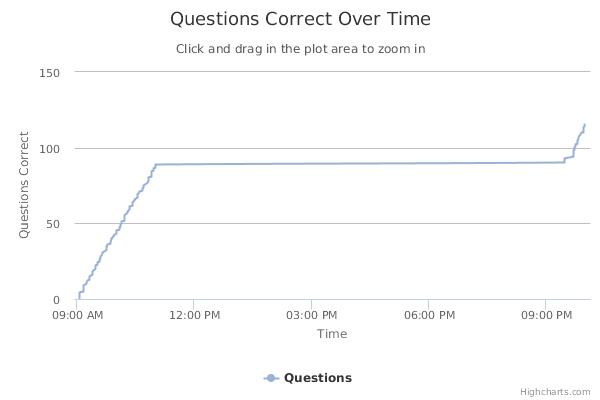 Questions Correct Over Time
Click and drag in the plot area to zoom in
150
100
50
0
Questions Correct
09:00 AM 12:00 PM 03:00 PM 06:00 PM 09:00 PM
Time
Questions
Highcharts.com